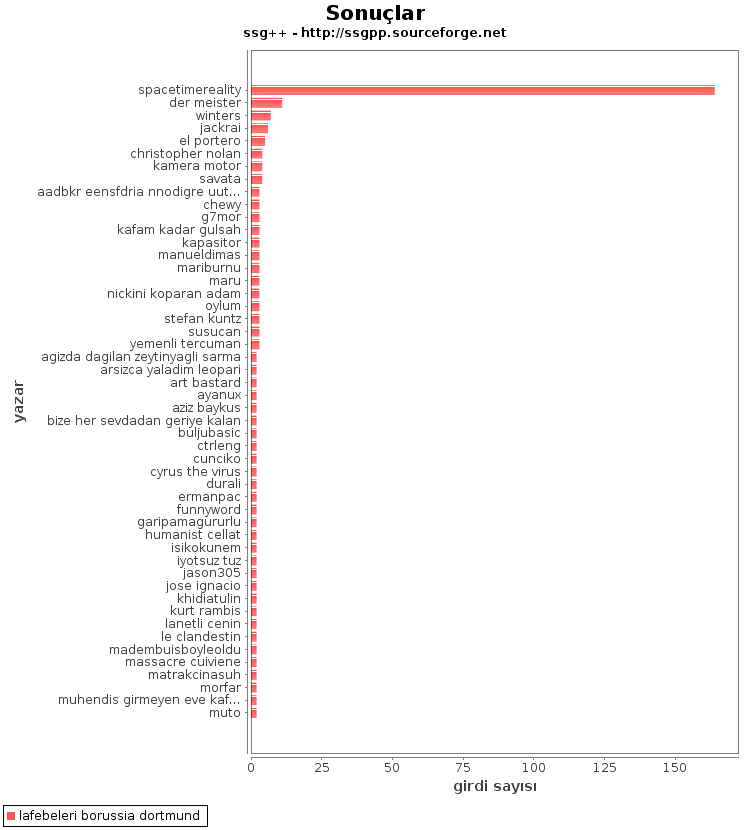 Sonuçlar
ssg++ - http://ssgpp.sourceforge.net
spacetimereality
der meister
winters
jackrai
el portero
christopher nolan
kamera motor
savata
aadbkr eensfdria nnodigre uut...
chewy
g7mor
kafam kadar gulsah
kapasitor
manueldimas
mariburnu
maru
nickini koparan adam
oylum
stefan kuntz
susucan
yemenli tercuman
agizda dagilan zeytinyagli sarma
arsizca yaladim leopari
art bastard
ayanux
aziz baykus
bize her sevdadan geriye kalan
buljubasic
ctrleng
cunciko
cyrus the virus
durali
ermanpac
funnyword
garipamagururlu
humanist cellat
isikokunem
iyotsuz tuz
jason305
jose ignacio
khidiatulin
kurt rambis
lanetli cenin
le clandestin
madembuisboyleoldu
massacre cuiviene
matrakcinasuh
morfar
muhendis girmeyen eve kaf...
muto
yazar
0 25 50 75 100 125 150
girdi sayısı
lafebeleri borussia dortmund